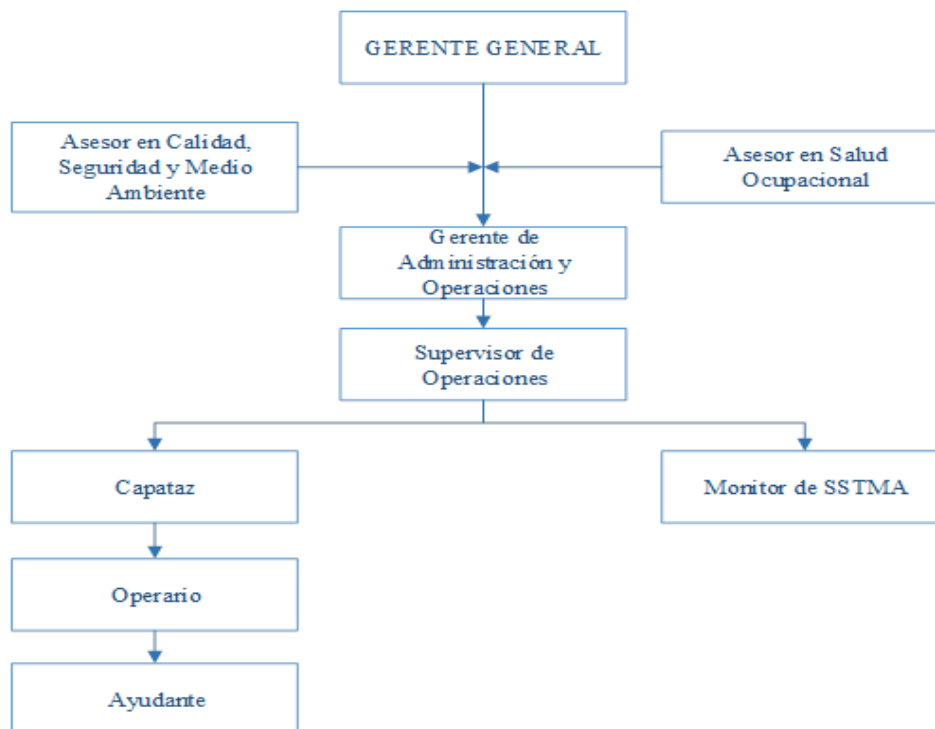 GERENTE GENERAL
Asesor en Calidad,
Seguridad y Medio
Ambiente
Asesor en Salud
Ocupacional
Gerente de
Administración y
Operaciones
Supervisor de
Operaciones
Capataz
Monitor de SSTMA
Operario
Ayudante